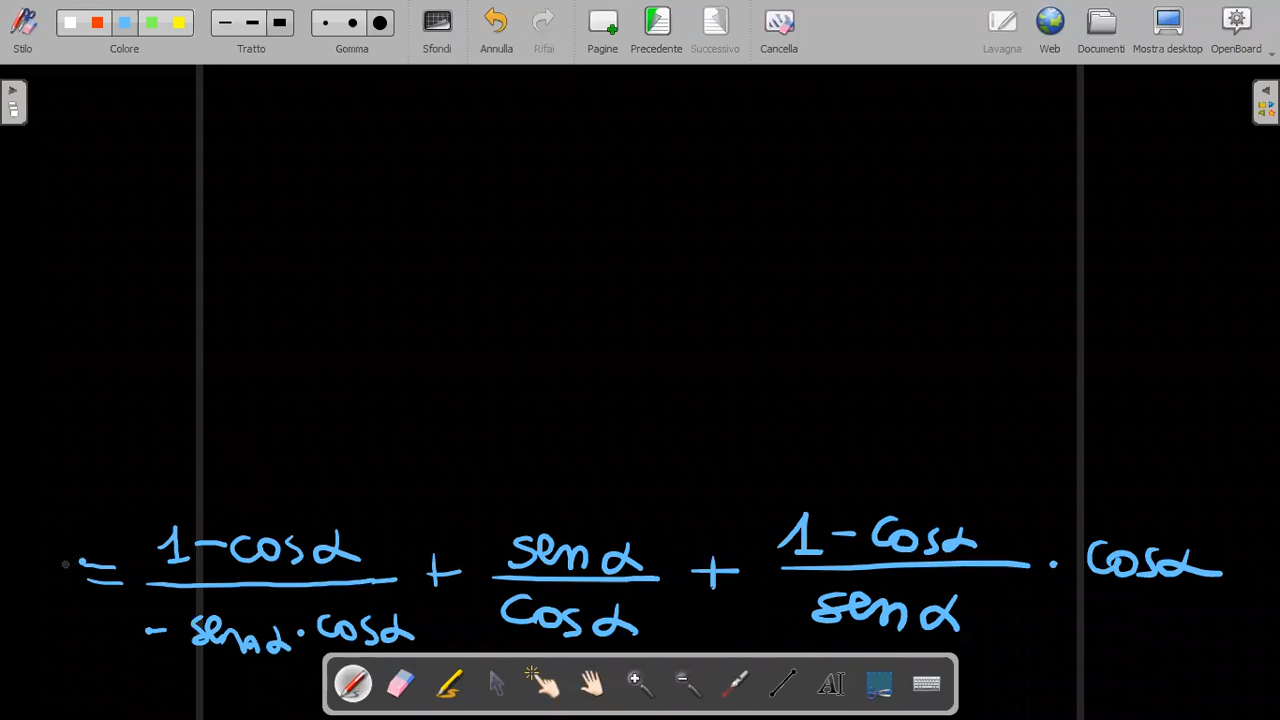 Stilo Colore Tratto Gomma Sfondi Annulla Rifai Pagine Precedente Successivo Cancella Lavagna Web Documenti Mostra desktop OpenBoard
= 1-cosα / - senα · cosα + senα / cosα + 1 - cosα / senα · cosα
AI